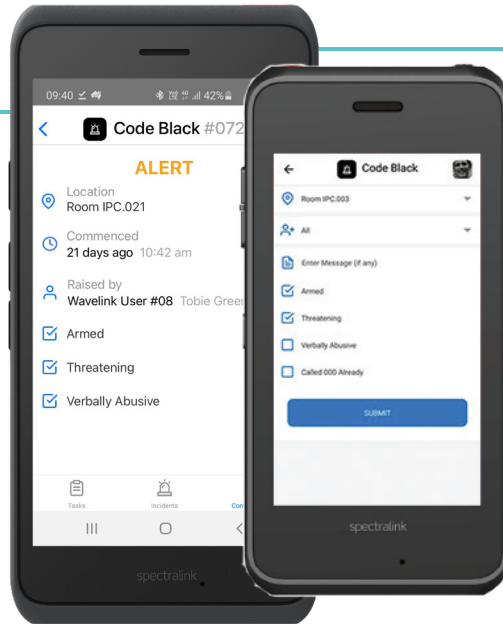 09:40
42%
Code Black #072
ALERT
Location
Room IPC.021
Commenced
21 days ago 10:42 am
Raised by
Wavelink User #08 Tobie Green
Armed
Threatening
Verbally Abusive
Tasks
Incidents
spectralink
Code Black
Room IPC.003
All
Enter Message (if any)
Armed
Threatening
Verbally Abusive
Called 000 Already
SUBMIT
spectralink